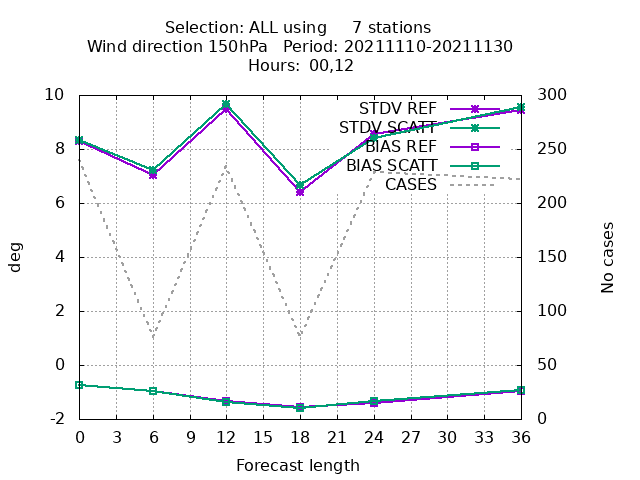 Selection: ALL using 7 stations
Wind direction 150hPa Period: 20211110-20211130
Hours: 00,12
10 300
STDV REF
STDV SCATT
8 250
BIAS REF
BIAS SCATT
CASES
6 200
4 150
2 100
0 50
-2 0
deg
No cases
0 3 6 9 12 15 18 21 24 27 30 33 36
Forecast length